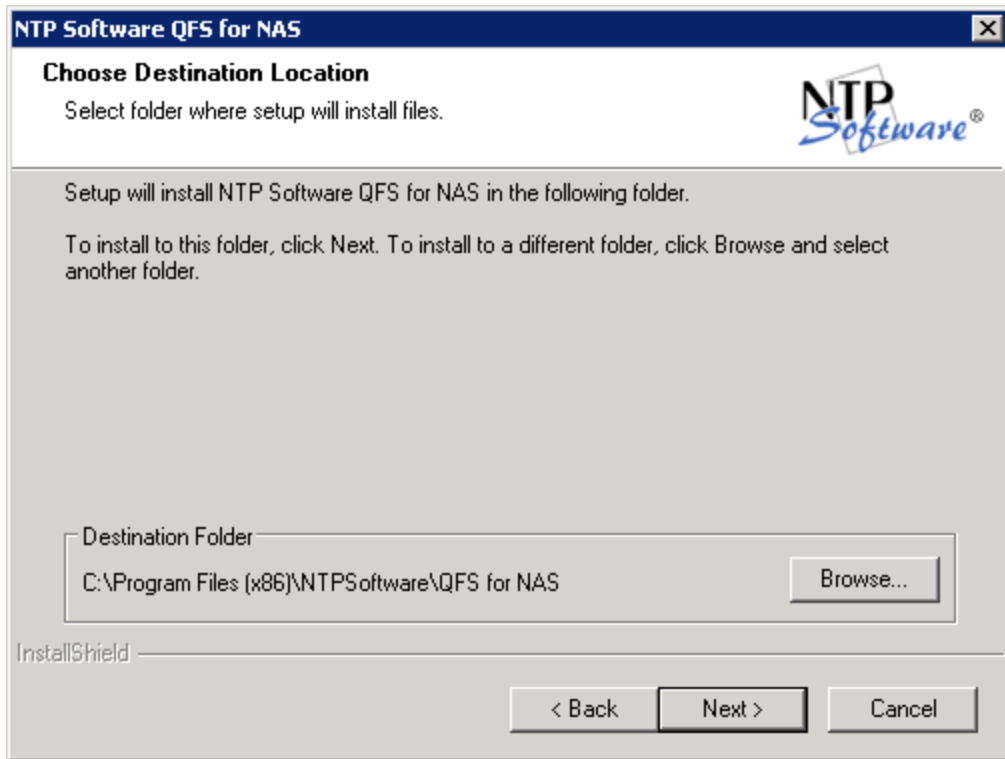 NTP Software QFS for NAS
Choose Destination Location
Select folder where setup will install files.
NTP
Software®
Setup will install NTP Software QFS for NAS in the following folder.
To install to this folder, click Next. To install to a different folder, click Browse and select
another folder.
Destination Folder
C:\Program Files (x86)\NTPSoftware\QFS for NAS
Browse...
InstallShield
< Back
Next >
Cancel